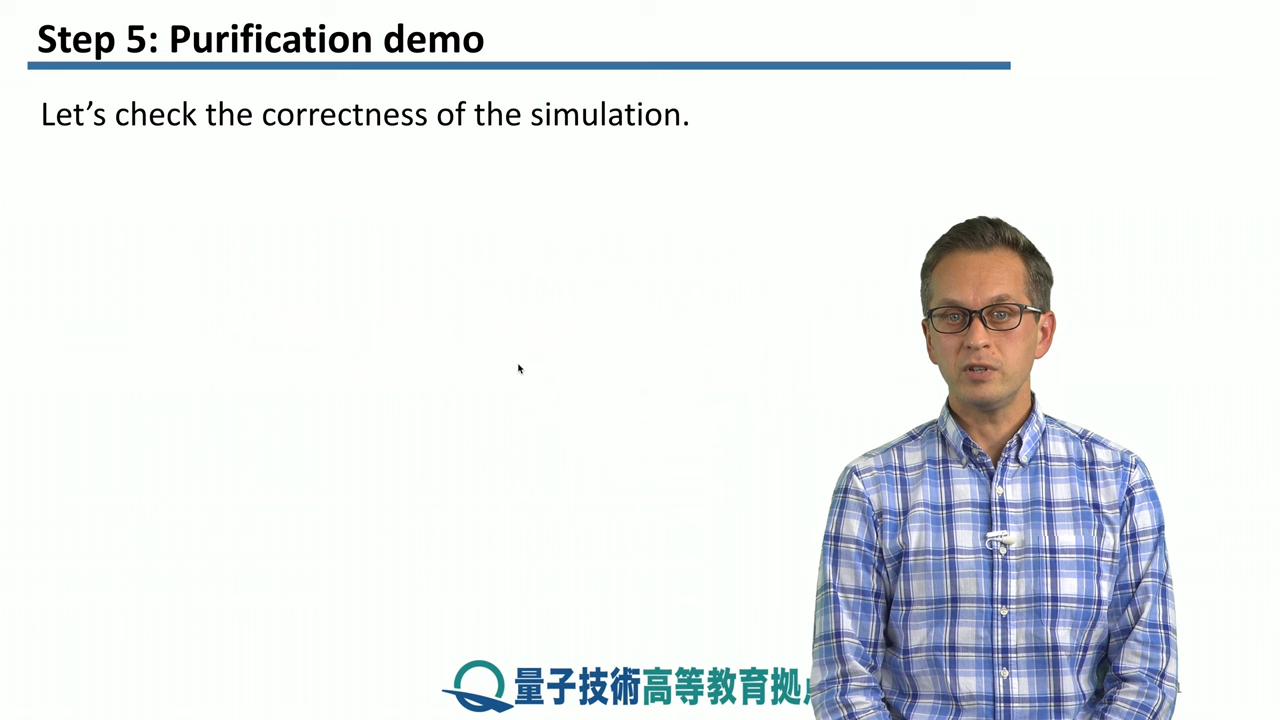 Step 5: Purification demo
Let's check the correctness of the simulation.
量子技術高等教育拠